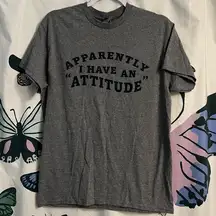 APPARENTLY
I HAVE AN
"ATTITUDE"